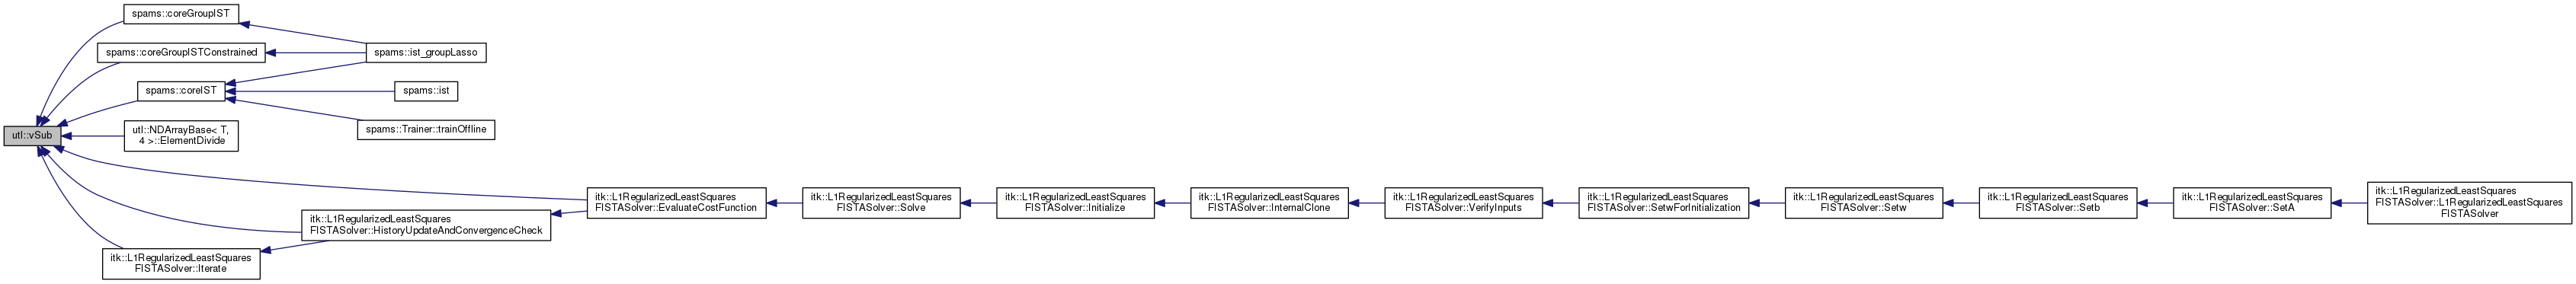 spams::coreGroupIST
spams::coreGroupISTConstrained
spams::ist_groupLasso
spams::coreIST
spams::ist
utl::vSub
utl::NDArrayBase< T,
4 >::ElementDivide
spams::Trainer::trainOffline
itk::L1RegularizedLeastSquares
FISTASolver::EvaluateCostFunction
itk::L1RegularizedLeastSquares
FISTASolver::Solve
itk::L1RegularizedLeastSquares
FISTASolver::Initialize
itk::L1RegularizedLeastSquares
FISTASolver::InternalClone
itk::L1RegularizedLeastSquares
FISTASolver::VerifyInputs
itk::L1RegularizedLeastSquares
FISTASolver::SetwForInitialization
itk::L1RegularizedLeastSquares
FISTASolver::Setw
itk::L1RegularizedLeastSquares
FISTASolver::Setb
itk::L1RegularizedLeastSquares
FISTASolver::SetA
itk::L1RegularizedLeastSquares
FISTASolver::L1RegularizedLeastSquares
FISTASolver
itk::L1RegularizedLeastSquares
FISTASolver::HistoryUpdateAndConvergenceCheck
itk::L1RegularizedLeastSquares
FISTASolver::Iterate